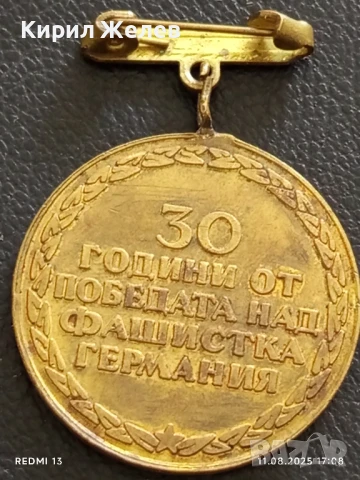 Кирил Желев
30
ГОДИНИ ОТ
ПОБЕДАТА НАД
ФАШИСТКА
ГЕРМАНИЯ
REDMI 13
11.08.2025 17:08